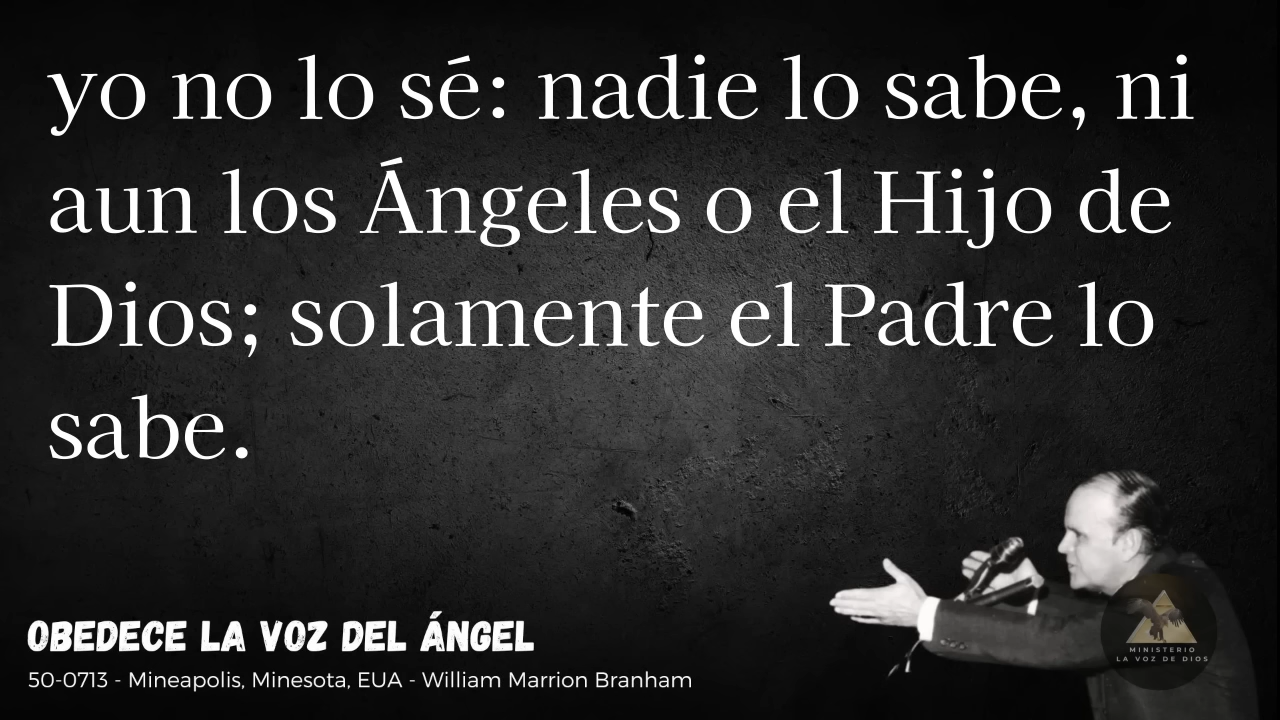 yo no lo sé: nadie lo sabe, ni
aun los Ángeles o el Hijo de
Dios; solamente el Padre lo
sabe.
OBEDECE LA VOZ DEL ÁNGEL
50-0713 - Mineapolis, Minesota, EUA - William Marrion Branham
MINISTERIO
LA VOZ DE DIOS